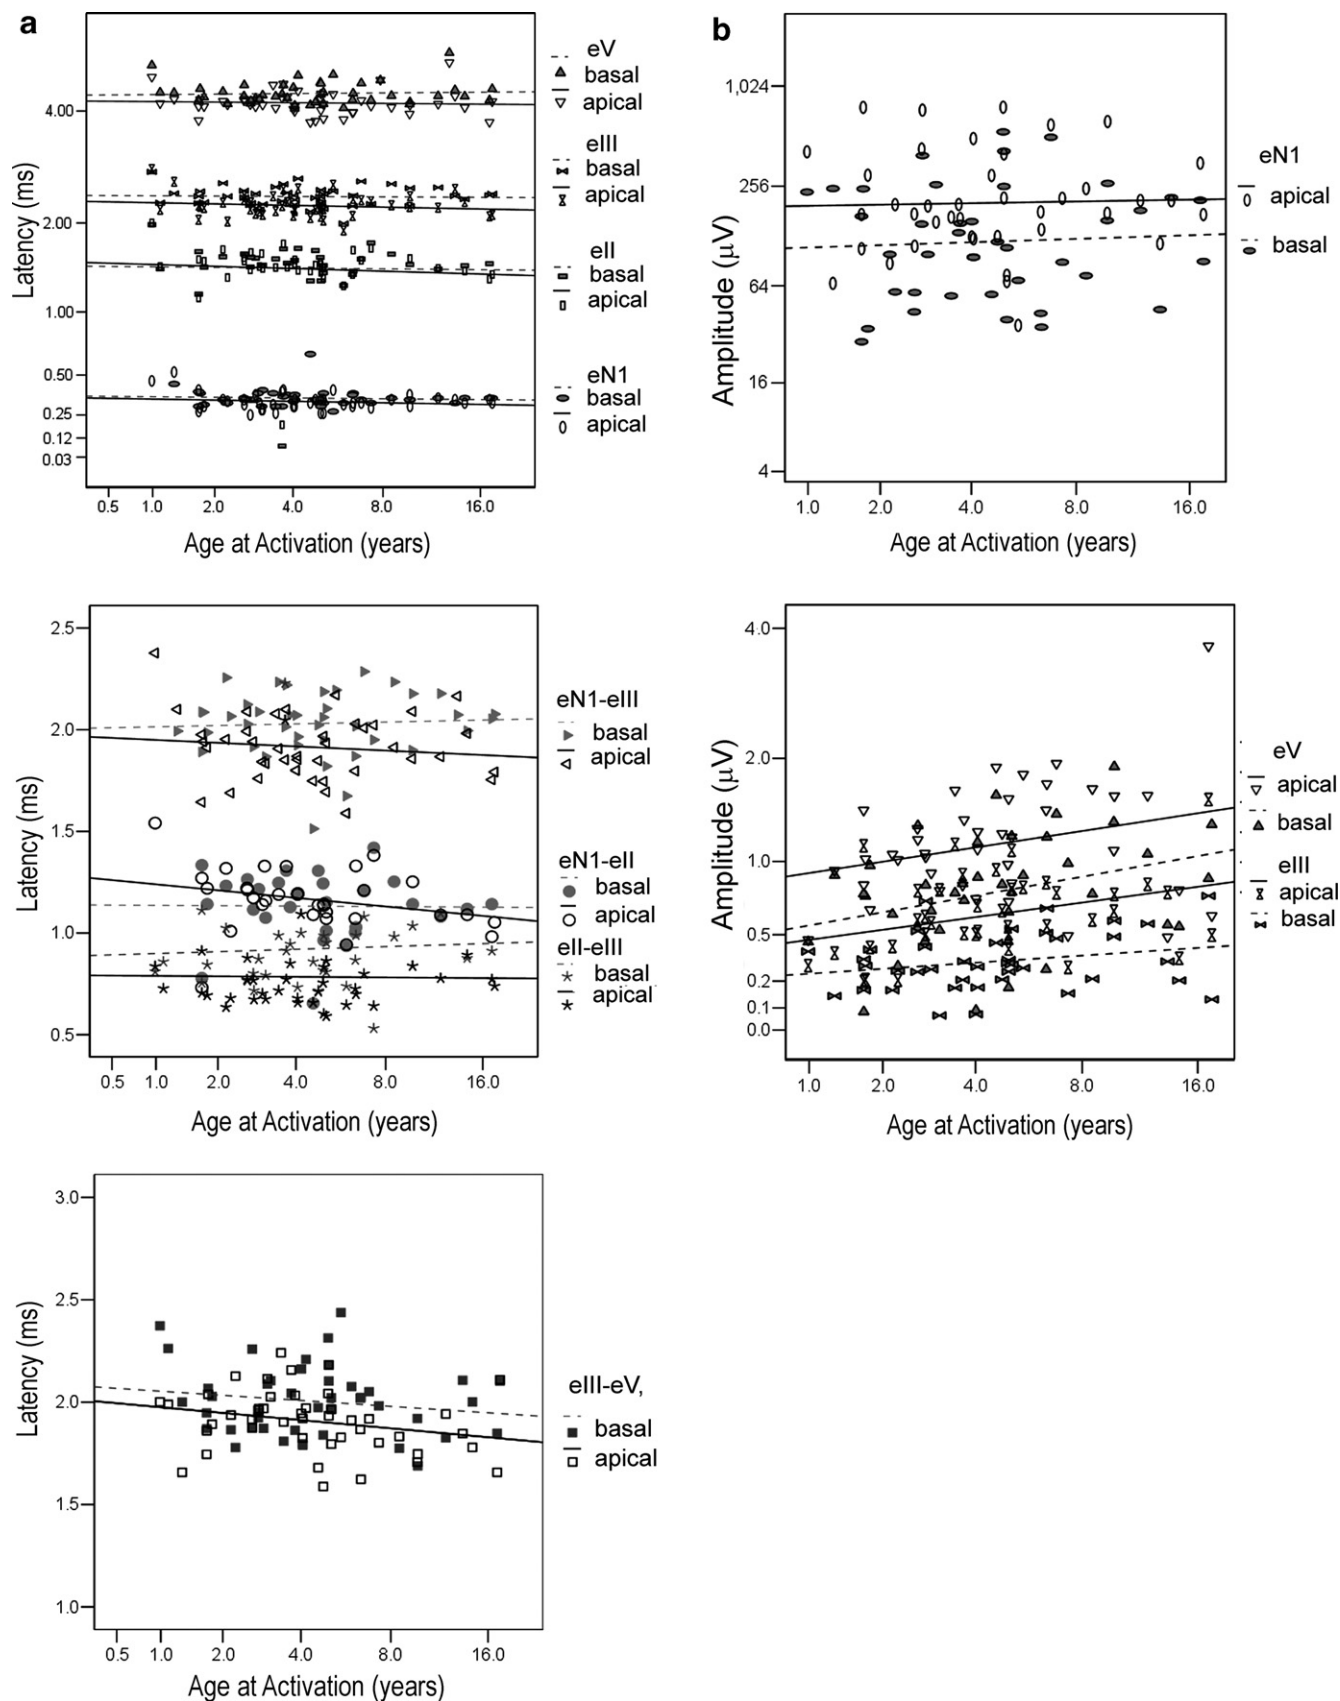 a
Latency (ms)
4.00
2.00
1.00
0.50
0.25
0.12
0.03
0.5 1.0 2.0 4.0 8.0 16.0
Age at Activation (years)
eV
basal
apical
eIII
basal
apical
eII
basal
apical
eN1
basal
apical
b
Amplitude (µV)
1,024
256
64
16
4
1.0 2.0 4.0 8.0 16.0
Age at Activation (years)
eN1
apical
basal
Latency (ms)
2.5
2.0
1.5
1.0
0.5
0.5 1.0 2.0 4.0 8.0 16.0
Age at Activation (years)
eN1-eIII
basal
apical
eN1-eII
basal
apical
eII-eIII
basal
apical
Amplitude (µV)
4.0
2.0
1.0
0.5
0.2
0.1
0.0
1.0 2.0 4.0 8.0 16.0
Age at Activation (years)
eV
apical
basal
eIII
apical
basal
Latency (ms)
3.0
2.5
2.0
1.5
1.0
0.5 1.0 2.0 4.0 8.0 16.0
Age at Activation (years)
eIII-eV,
basal
apical